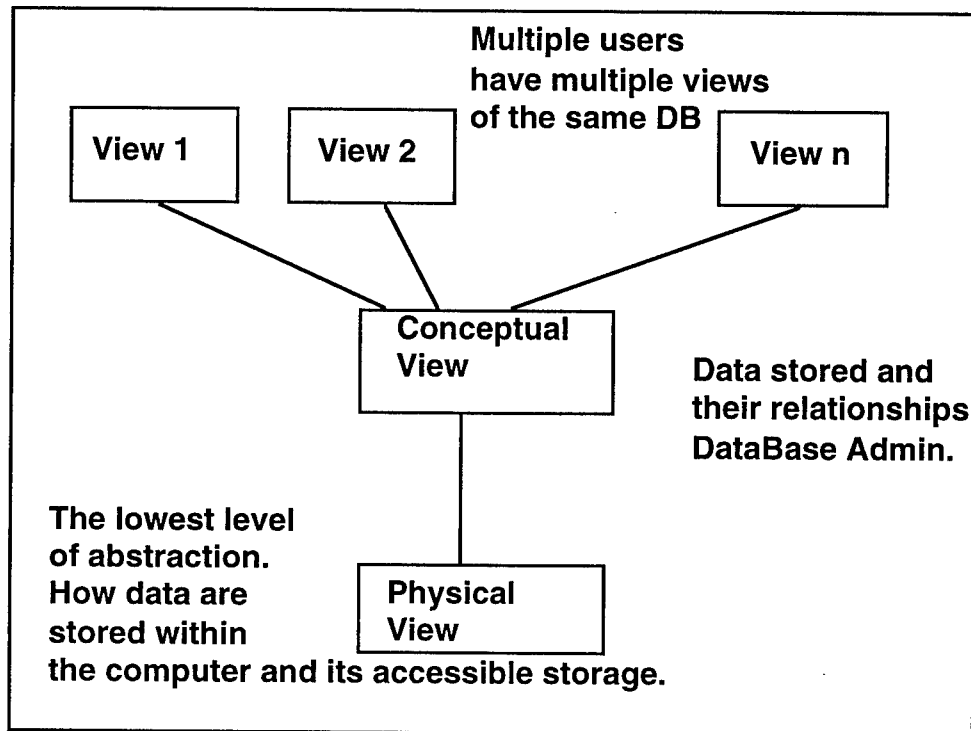 Multiple users
have multiple views
of the same DB
View 1
View 2
View n
Conceptual
View
Data stored and
their relationships
DataBase Admin.
The lowest level
of abstraction.
How data are
stored within
the computer and its accessible storage.
Physical
View